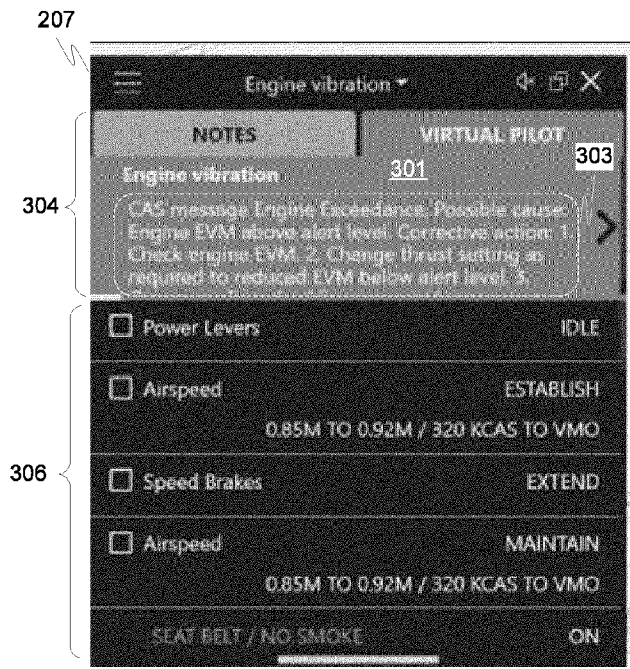 207
Engine vibration
NOTES
VIRTUAL PILOT
301
303
Engine vibration
304
CAS message Engine Exceedance. Possible cause:
Engine EVM above alert level. Corrective action: 1.
Check engine EVM. 2. Change thrust setting as
required to reduced EVM below alert level. 3.
Power Levers IDLE
Airspeed ESTABLISH
0.85M TO 0.92M / 320 KCAS TO VMO
306
Speed Brakes EXTEND
Airspeed MAINTAIN
0.85M TO 0.92M / 320 KCAS TO VMO
SEAT BELT / NO SMOKE ON